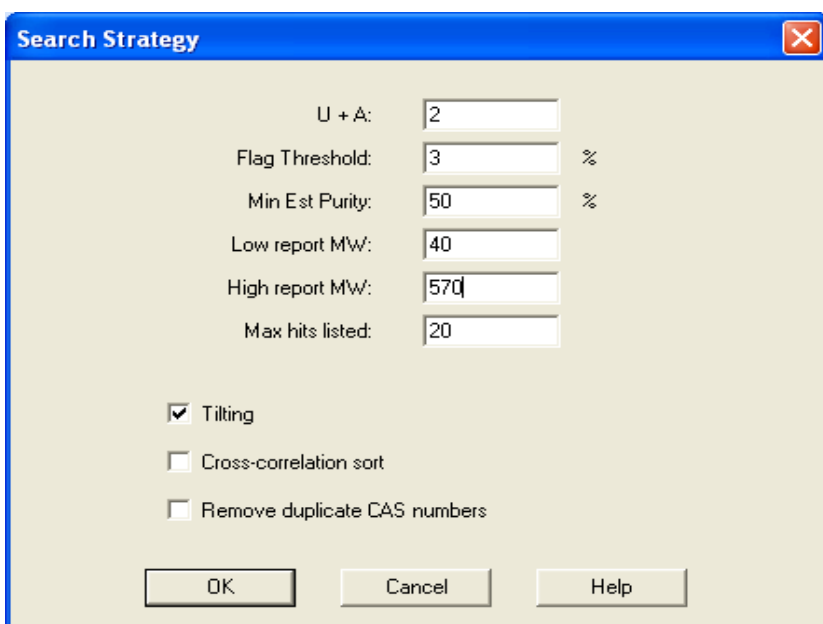 Search Strategy
U + A: 2
Flag Threshold: 3 %
Min Est Purity: 50 %
Low report MW: 40
High report MW: 570
Max hits listed: 20
Tilting
Cross-correlation sort
Remove duplicate CAS numbers
OK Cancel Help